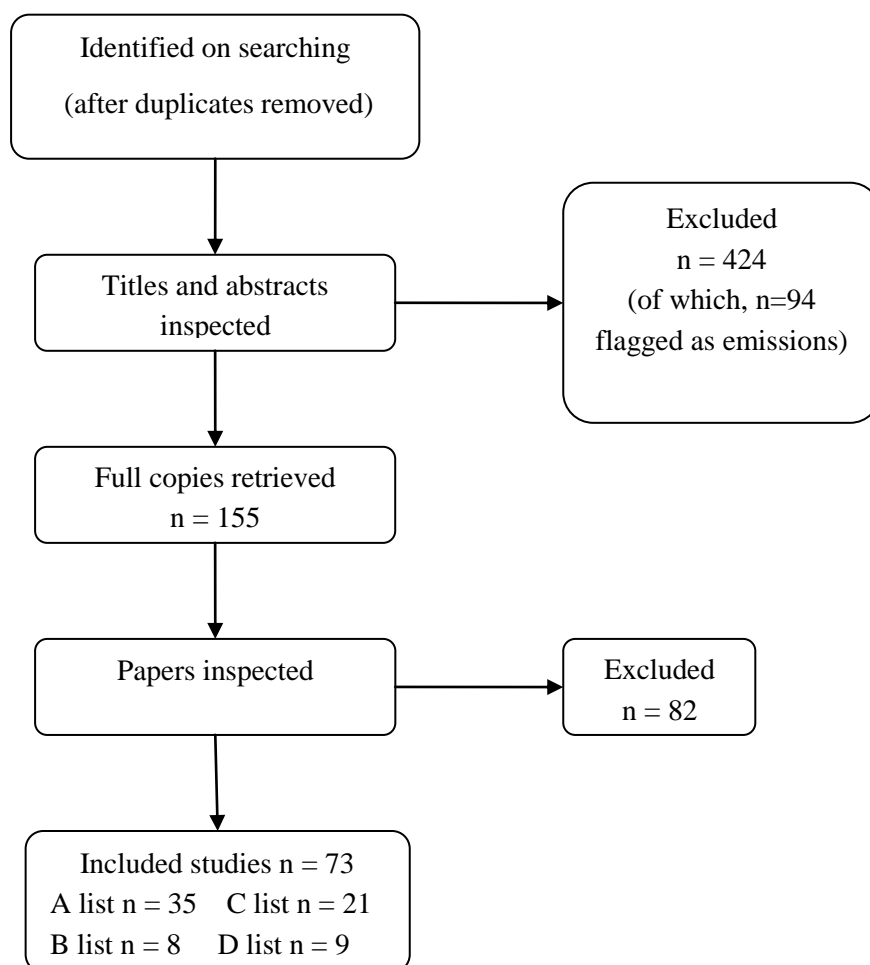 Identified on searching
(after duplicates removed)
Titles and abstracts
inspected
Excluded
n = 424
(of which, n=94
flagged as emissions)
Full copies retrieved
n = 155
Papers inspected
Excluded
n = 82
Included studies n = 73
A list n = 35 C list n = 21
B list n = 8 D list n = 9